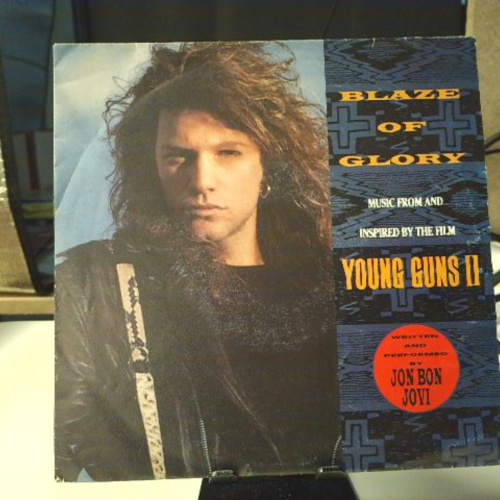 BLAZE
OF
GLORY
MUSIC FROM AND
INSPIRED BY THE FILM
YOUNG GUNS II
WRITTEN
AND
PERFORMED
BY
JON BON
JOVI